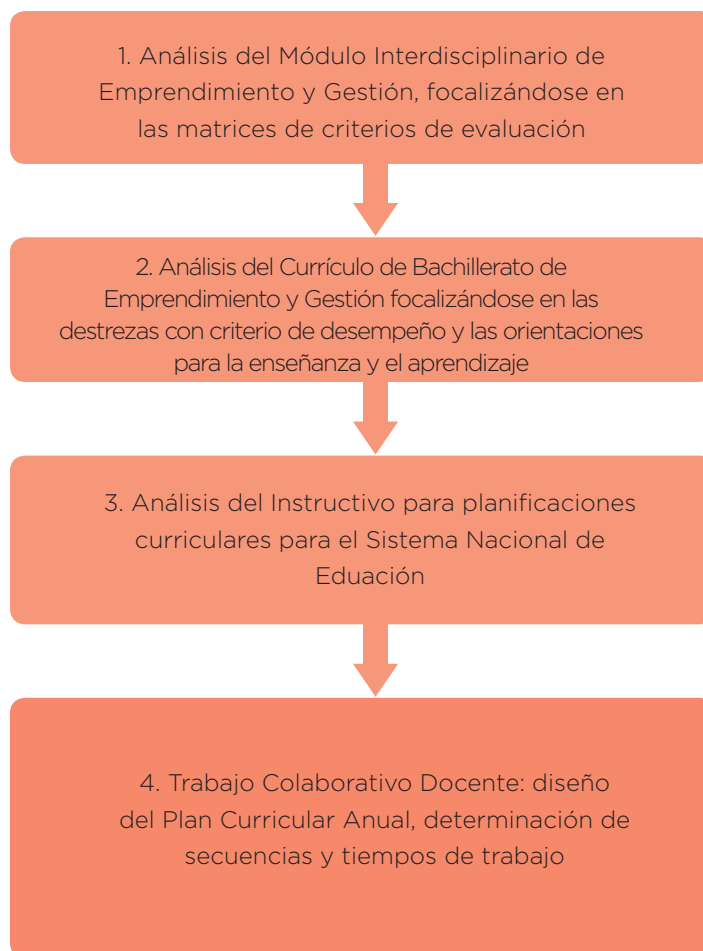 1. Análisis del Módulo Interdisciplinario de
Emprendimiento y Gestión, focalizándose en
las matrices de criterios de evaluación
2. Análisis del Currículo de Bachillerato de
Emprendimiento y Gestión focalizándose en las
destrezas con criterio de desempeño y las orientaciones
para la enseñanza y el aprendizaje
3. Análisis del Instructivo para planificaciones
curriculares para el Sistema Nacional de
Eduación
4. Trabajo Colaborativo Docente: diseño
del Plan Curricular Anual, determinación de
secuencias y tiempos de trabajo